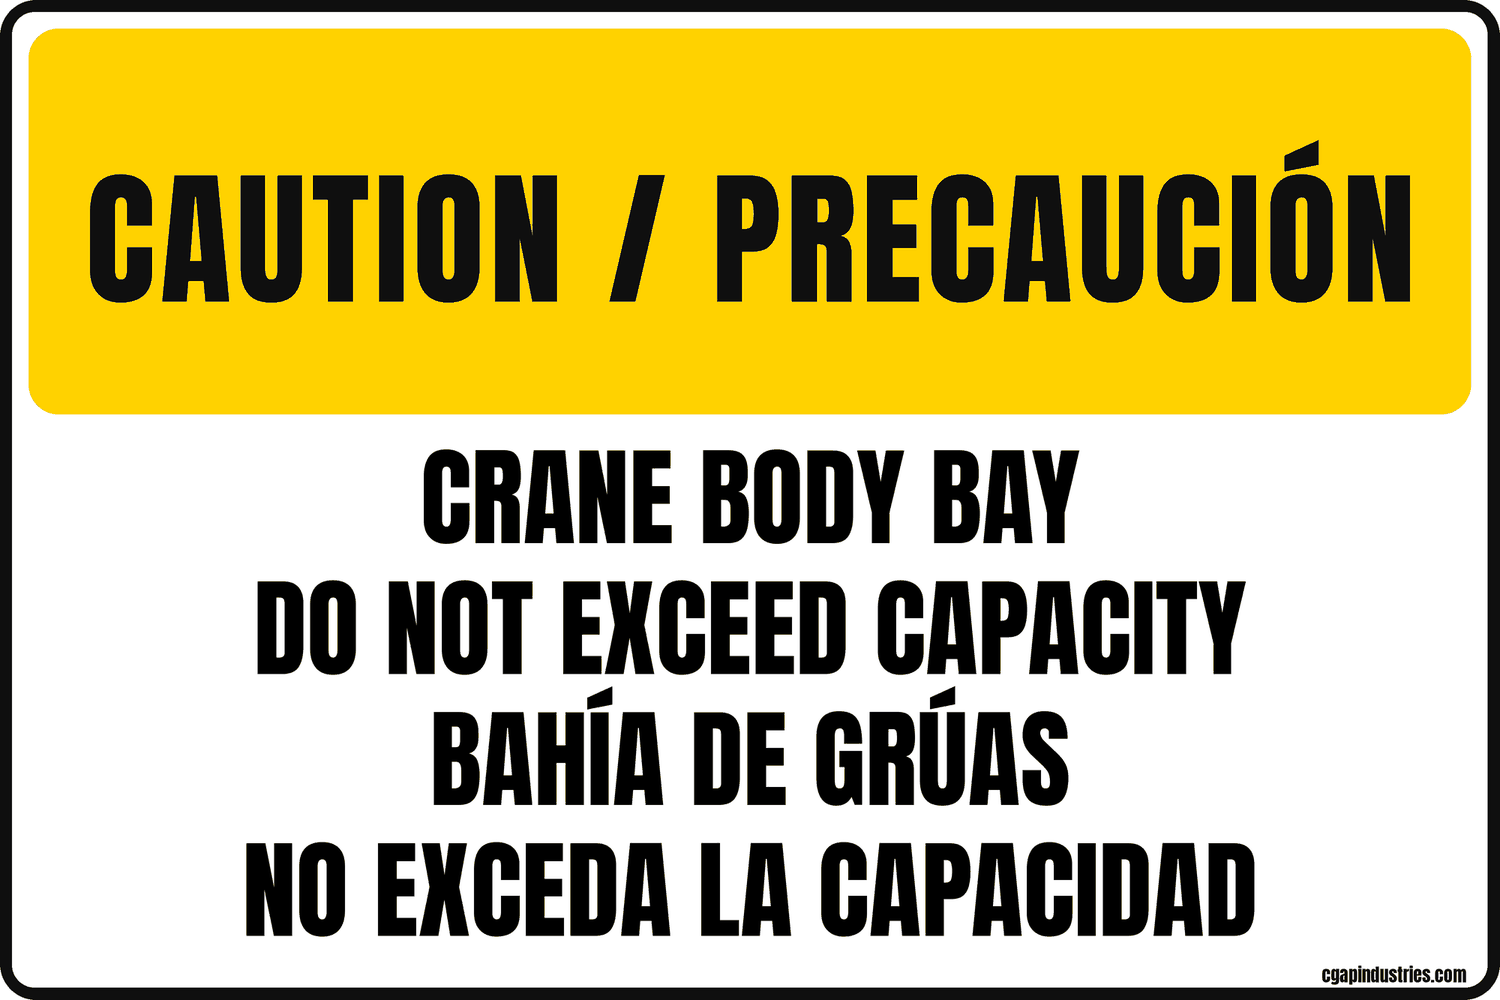 CAUTION / PRECAUCIÓN
CRANE BODY BAY
DO NOT EXCEED CAPACITY
BAHÍA DE GRÚAS
NO EXCEDA LA CAPACIDAD
cgapindustries.com